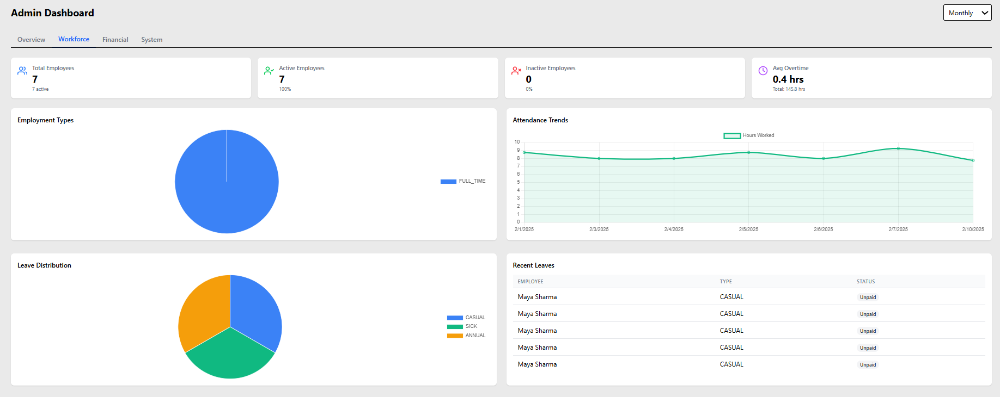 Admin Dashboard
Monthly
Overview Workforce Financial System
Total Employees
7
7 active
Active Employees
7
100%
Inactive Employees
0
0%
Avg Overtime
0.4 hrs
Total: 145.8 hrs
Employment Types
FULL_TIME
Attendance Trends
Hours Worked
10
9
8
7
6
5
4
3
2
1
0
2/1/2025 2/3/2025 2/4/2025 2/5/2025 2/6/2025 2/7/2025 2/10/2025
Leave Distribution
CASUAL
SICK
ANNUAL
Recent Leaves
EMPLOYEE TYPE STATUS
Maya Sharma CASUAL Unpaid
Maya Sharma CASUAL Unpaid
Maya Sharma CASUAL Unpaid
Maya Sharma CASUAL Unpaid
Maya Sharma CASUAL Unpaid